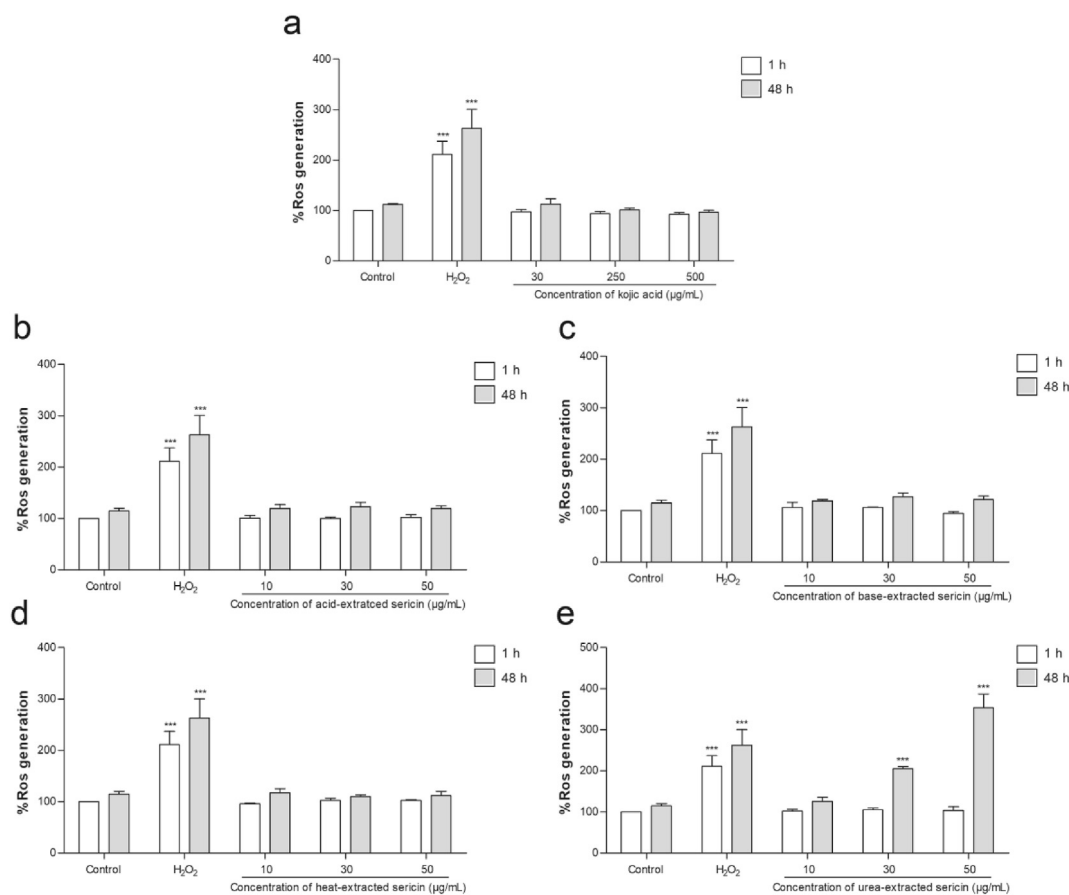 a
400
300
200
100
0
%Ros generation
***
***
1 h
48 h
Control
H₂O₂
30
250
500
Concentration of kojic acid (µg/mL)
b
400
300
200
100
0
%Ros generation
***
***
1 h
48 h
Control
H₂O₂
10
30
50
Concentration of acid-extratced sericin (µg/mL)
c
400
300
200
100
0
%Ros generation
***
***
1 h
48 h
Control
H₂O₂
10
30
50
Concentration of base-extracted sericin (µg/mL)
d
400
300
200
100
0
%Ros generation
***
***
1 h
48 h
Control
H₂O₂
10
30
50
Concentration of heat-extracted sericin (µg/mL)
e
500
400
300
200
100
0
%Ros generation
***
***
***
***
1 h
48 h
Control
H₂O₂
10
30
50
Concentration of urea-extracted sericin (µg/mL)